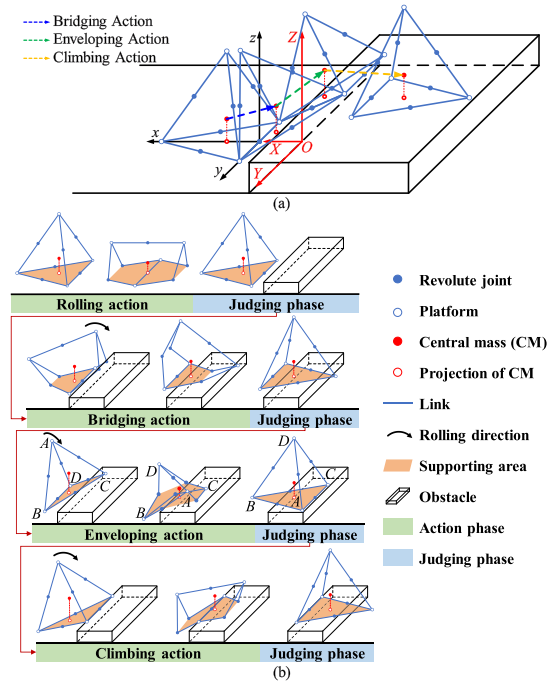 Bridging Action
Enveloping Action
Climbing Action
z
Z
x
X
O
y
Y
(a)
Rolling action
Judging phase
Bridging action
Judging phase
A
D
C
B
D
C
B
A
D
C
B
A
Enveloping action
Judging phase
Climbing action
Judging phase
(b)
Revolute joint
Platform
Central mass (CM)
Projection of CM
Link
Rolling direction
Supporting area
Obstacle
Action phase
Judging phase